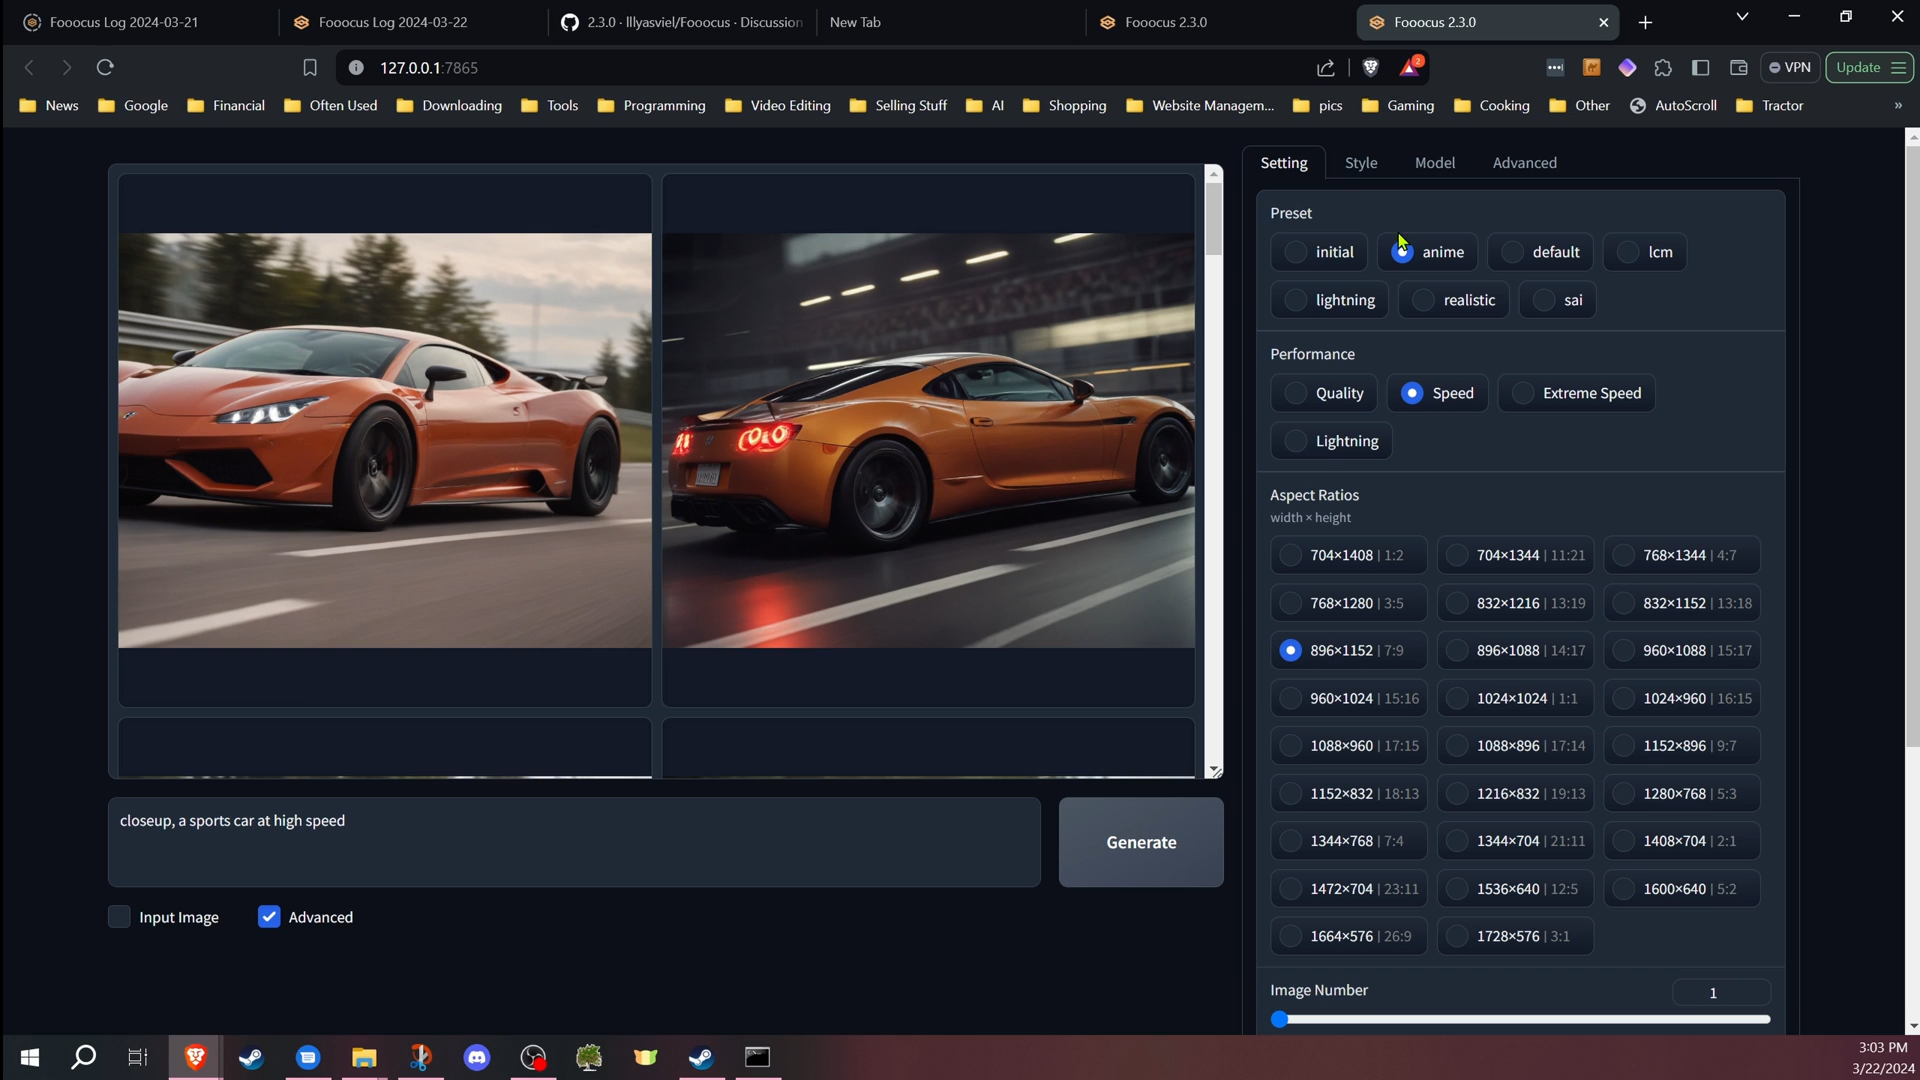 Fooocus Log 2024-03-21
Fooocus Log 2024-03-22
2.3.0 · lllyasviel/Fooocus · Discussion
New Tab
Fooocus 2.3.0
Fooocus 2.3.0
127.0.0.1:7865
2
VPN
Update
News
Google
Financial
Often Used
Downloading
Tools
Programming
Video Editing
Selling Stuff
AI
Shopping
Website Managem...
pics
Gaming
Cooking
Other
AutoScroll
Tractor
»
Setting
Style
Model
Advanced
Preset
initial
anime
default
lcm
lightning
realistic
sai
Performance
Quality
Speed
Extreme Speed
Lightning
Aspect Ratios
width × height
704×1408 | 1:2
704×1344 | 11:21
768×1344 | 4:7
768×1280 | 3:5
832×1216 | 13:19
832×1152 | 13:18
896×1152 | 7:9
896×1088 | 14:17
960×1088 | 15:17
960×1024 | 15:16
1024×1024 | 1:1
1024×960 | 16:15
1088×960 | 17:15
1088×896 | 17:14
1152×896 | 9:7
1152×832 | 18:13
1216×832 | 19:13
1280×768 | 5:3
1344×768 | 7:4
1344×704 | 21:11
1408×704 | 2:1
1472×704 | 23:11
1536×640 | 12:5
1600×640 | 5:2
1664×576 | 26:9
1728×576 | 3:1
Image Number
1
closeup, a sports car at high speed
Generate
Input Image
Advanced
3:03 PM
3/22/2024